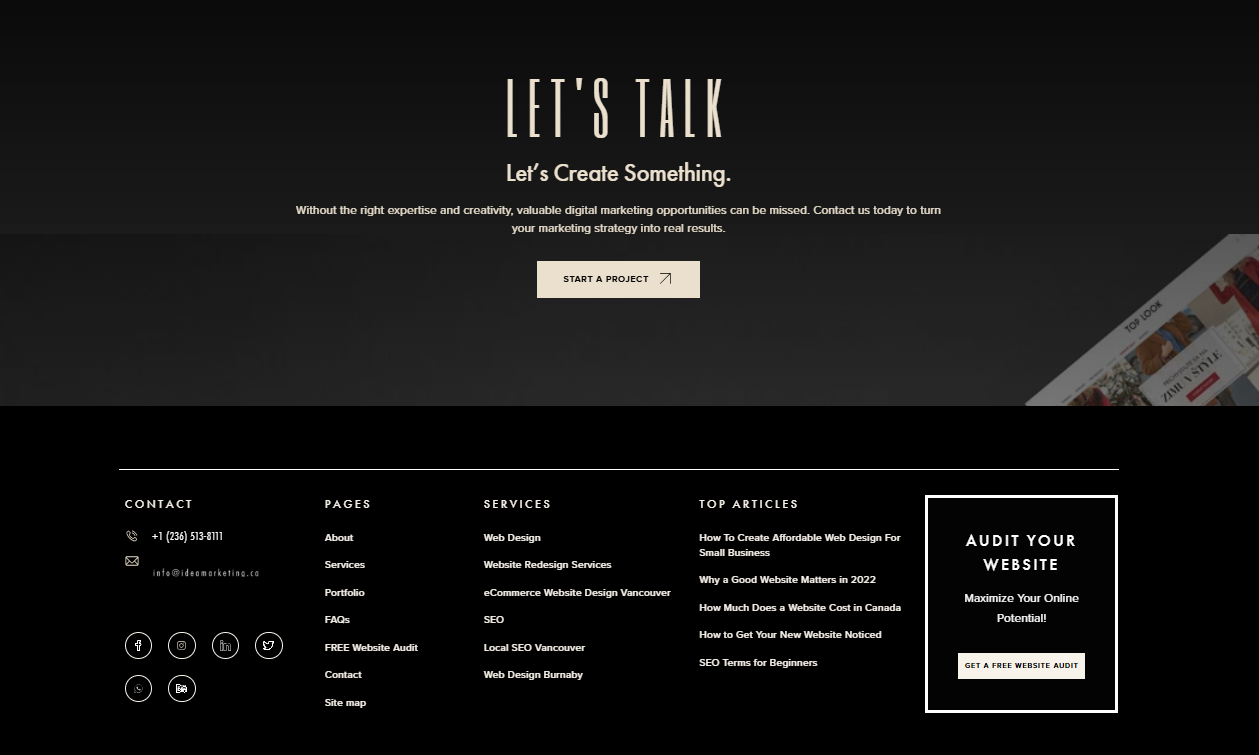 LET'S TALK
Let's Create Something.
Without the right expertise and creativity, valuable digital marketing opportunities can be missed. Contact us today to turn
your marketing strategy into real results.
START A PROJECT
TOP LOOK
ZIMU V STYLE
CONTACT
+1 (236) 513-8111
info@ideamarketing.ca
PAGES
About
Services
Portfolio
FAQs
FREE Website Audit
Contact
Site map
SERVICES
Web Design
Website Redesign Services
eCommerce Website Design Vancouver
SEO
Local SEO Vancouver
Web Design Burnaby
TOP ARTICLES
How To Create Affordable Web Design For
Small Business
Why a Good Website Matters in 2022
How Much Does a Website Cost in Canada
How to Get Your New Website Noticed
SEO Terms for Beginners
AUDIT YOUR
WEBSITE
Maximize Your Online
Potential!
GET A FREE WEBSITE AUDIT